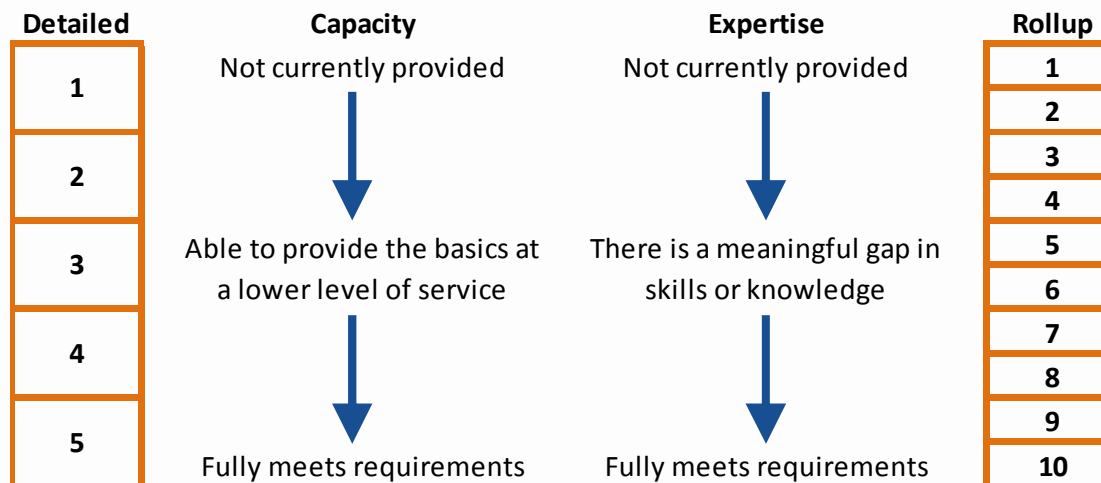 Detailed Capacity Expertise Rollup
1 Not currently provided Not currently provided 1
2
2 3
4
3 Able to provide the basics at There is a meaningful gap in 5
a lower level of service skills or knowledge 6
4 7
8
5 9
Fully meets requirements Fully meets requirements 10